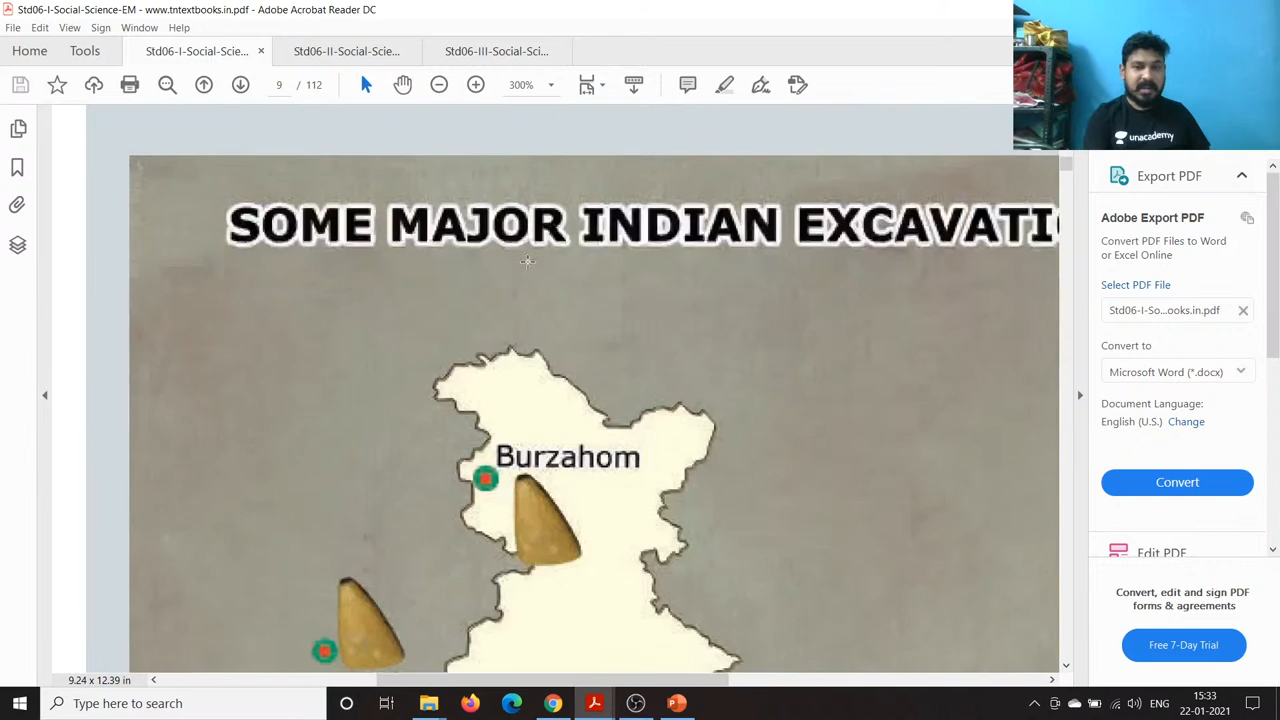 Std06-I-Social-Science-EM - www.tntextbooks.in.pdf - Adobe Acrobat Reader DC
File Edit View Sign Window Help
Home Tools Std06-I-Social-Scie... × Std06-II-Social-Scie... Std06-III-Social-Sci...
9 / 112 300%
unacademy
SOME MAJOR INDIAN EXCAVATI
Burzahom
Export PDF
Adobe Export PDF
Convert PDF Files to Word
or Excel Online
Select PDF File
Std06-I-So...ooks.in.pdf
Convert to
Microsoft Word (*.docx)
Document Language:
English (U.S.) Change
Convert
Edit PDF
Convert, edit and sign PDF
forms & agreements
Free 7-Day Trial
9.24 x 12.39 in
Type here to search
ENG
15:33
22-01-2021